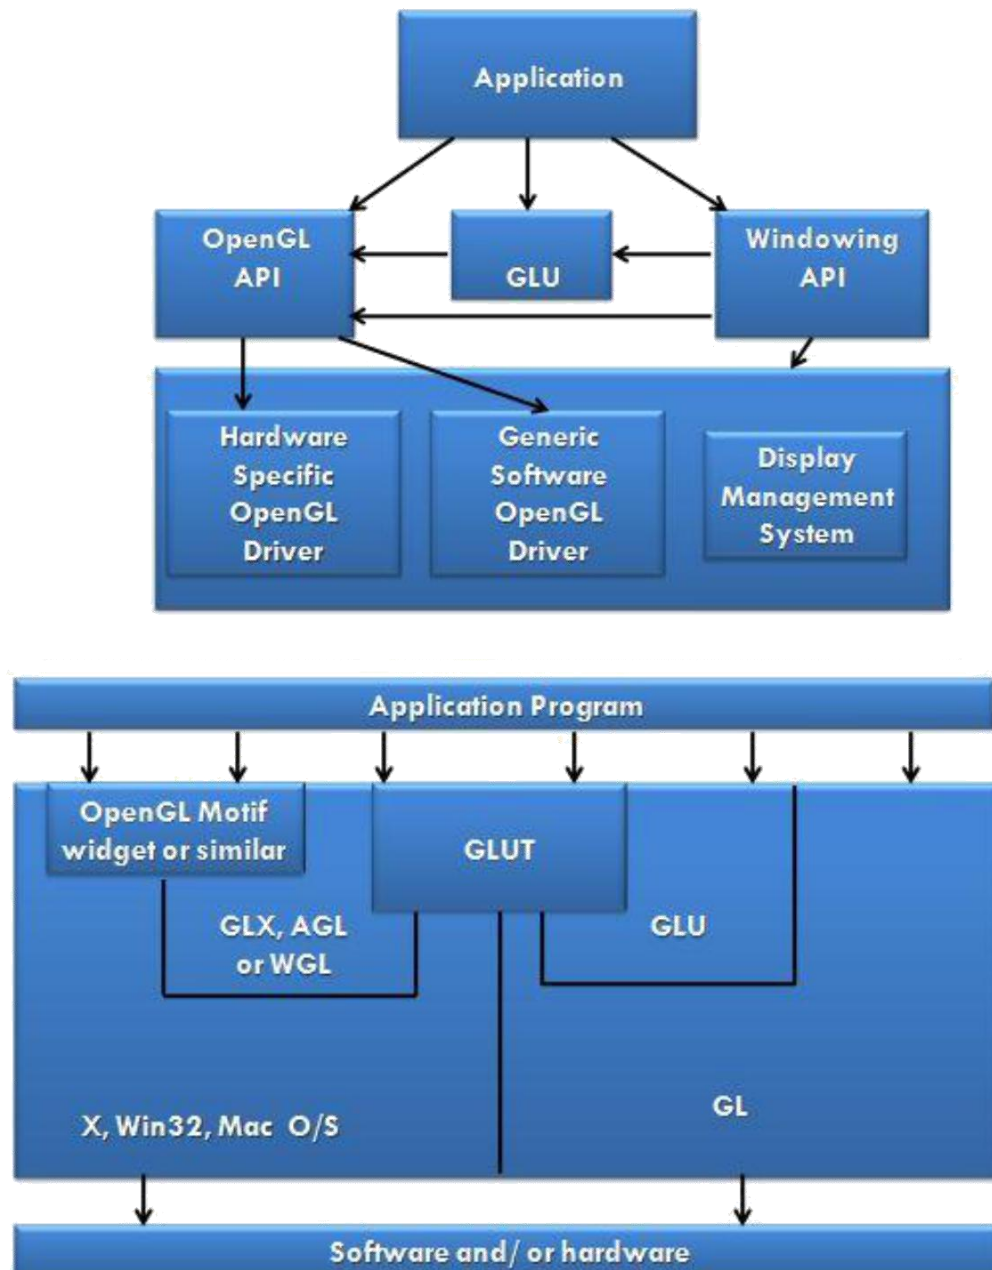 Application
OpenGL
API
GLU
Windowing
API
Hardware
Specific
OpenGL
Driver
Generic
Software
OpenGL
Driver
Display
Management
System
Application Program
OpenGL Motif
widget or similar
GLUT
GLX, AGL
or WGL
GLU
X, Win32, Mac O/S
GL
Software and/ or hardware